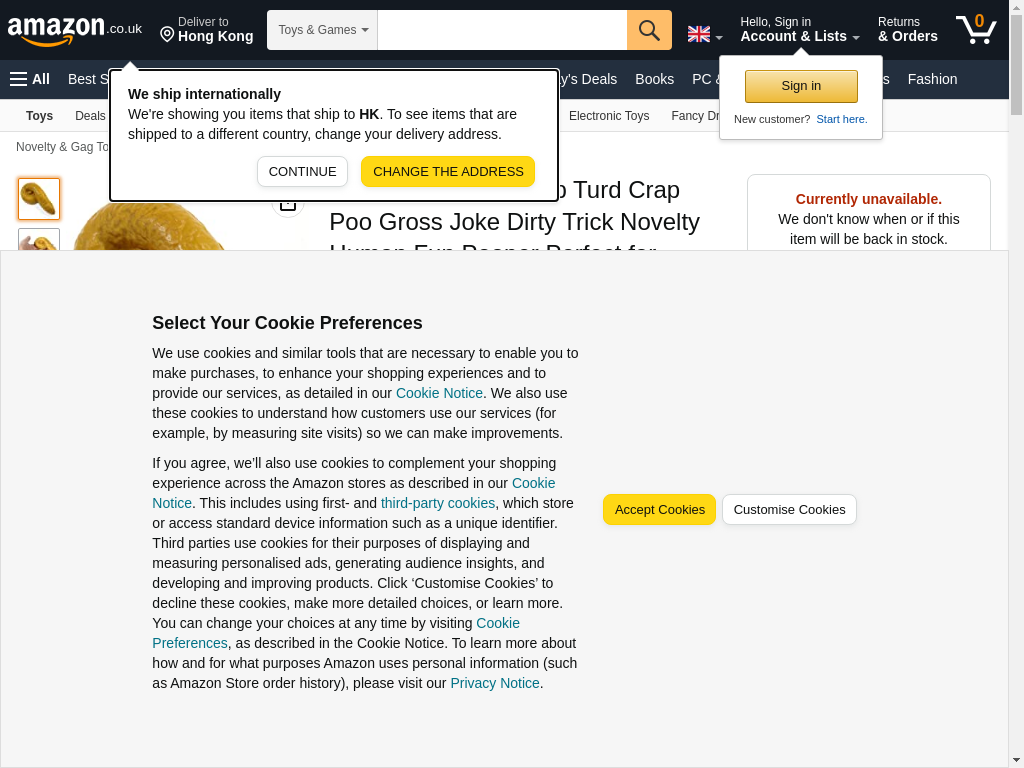 amazon.co.uk
Deliver to
Hong Kong
Toys & Games
Hello, Sign in
Account & Lists
Returns
& Orders
0
All
Best
Deals
Books
PC &
Fashion
Sign in
New customer? Start here.
We ship internationally
We're showing you items that ship to HK. To see items that are
shipped to a different country, change your delivery address.
CONTINUE
CHANGE THE ADDRESS
Toys
Deals
Electronic Toys
Fancy
Novelty & Gag
Turd Crap
Poo Gross Joke Dirty Trick Novelty
Human Fun Pooper Perfect for
Currently unavailable.
We don't know when or if this
item will be back in stock.
Select Your Cookie Preferences
We use cookies and similar tools that are necessary to enable you to
make purchases, to enhance your shopping experiences and to
provide our services, as detailed in our Cookie Notice. We also use
these cookies to understand how customers use our services (for
example, by measuring site visits) so we can make improvements.
If you agree, we’ll also use cookies to complement your shopping
experience across the Amazon stores as described in our Cookie
Notice. This includes using first- and third-party cookies, which store
or access standard device information such as a unique identifier.
Third parties use cookies for their purposes of displaying and
measuring personalised ads, generating audience insights, and
developing and improving products. Click ‘Customise Cookies’ to
decline these cookies, make more detailed choices, or learn more.
You can change your choices at any time by visiting Cookie
Preferences, as described in the Cookie Notice. To learn more about
how and for what purposes Amazon uses personal information (such
as Amazon Store order history), please visit our Privacy Notice.
Accept Cookies
Customise Cookies